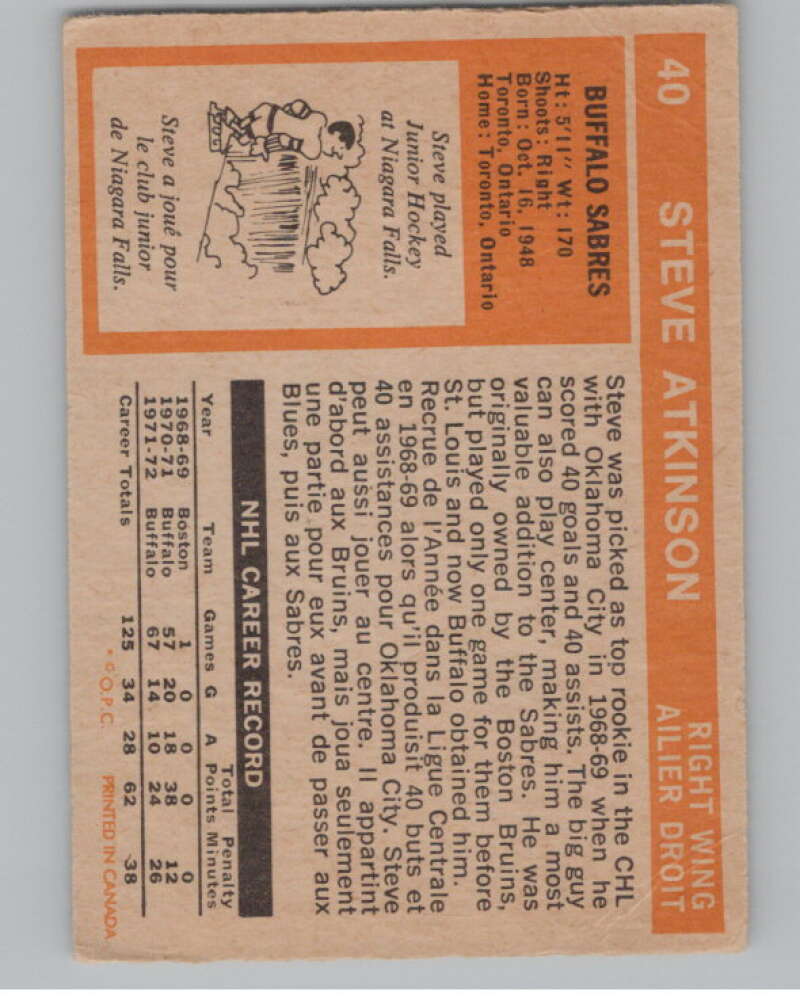 40 STEVE ATKINSON RIGHT WING
AILIER DROIT
BUFFALO SABRES
Ht: 5'11" Wt: 170
Shoots: Right
Born: Oct. 16, 1948
Toronto, Ontario
Home: Toronto, Ontario
Steve played
Junior Hockey
at Niagara Falls.
Steve a joué pour
le club junior
de Niagara Falls.
Steve was picked as top rookie in the CHL
with Oklahoma City in 1968-69 when he
scored 40 goals and 40 assists. The big guy
can also play center, making him a most
valuable addition to the Sabres. He was
originally owned by the Boston Bruins,
but played only one game for them before
St. Louis and now Buffalo obtained him.
Recrue de l'Année dans la Ligue Centrale
en 1968-69 alors qu'il produisit 40 buts et
40 assistances pour Oklahoma City. Steve
peut aussi jouer au centre. Il appartint
d'abord aux Bruins, mais joua seulement
une partie pour eux avant de passer aux
Blues, puis aux Sabres.
NHL CAREER RECORD
Total Penalty
Year Team Games G A Points Minutes
1968-69 Boston 1 0 0 0 0
1970-71 Buffalo 57 20 18 38 12
1971-72 Buffalo 67 14 10 24 26
Career Totals 125 34 28 62 38
* © O.P.C. PRINTED IN CANADA